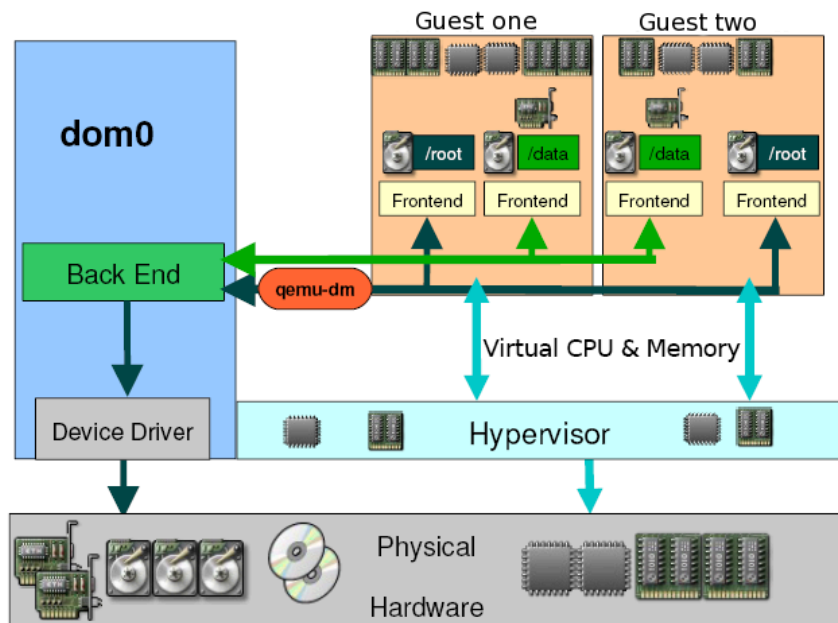 Guest one
Guest two
dom0
/root
/data
/data
/root
Frontend
Frontend
Frontend
Frontend
Back End
qemu-dm
Virtual CPU & Memory
Device Driver
Hypervisor
Physical
Hardware